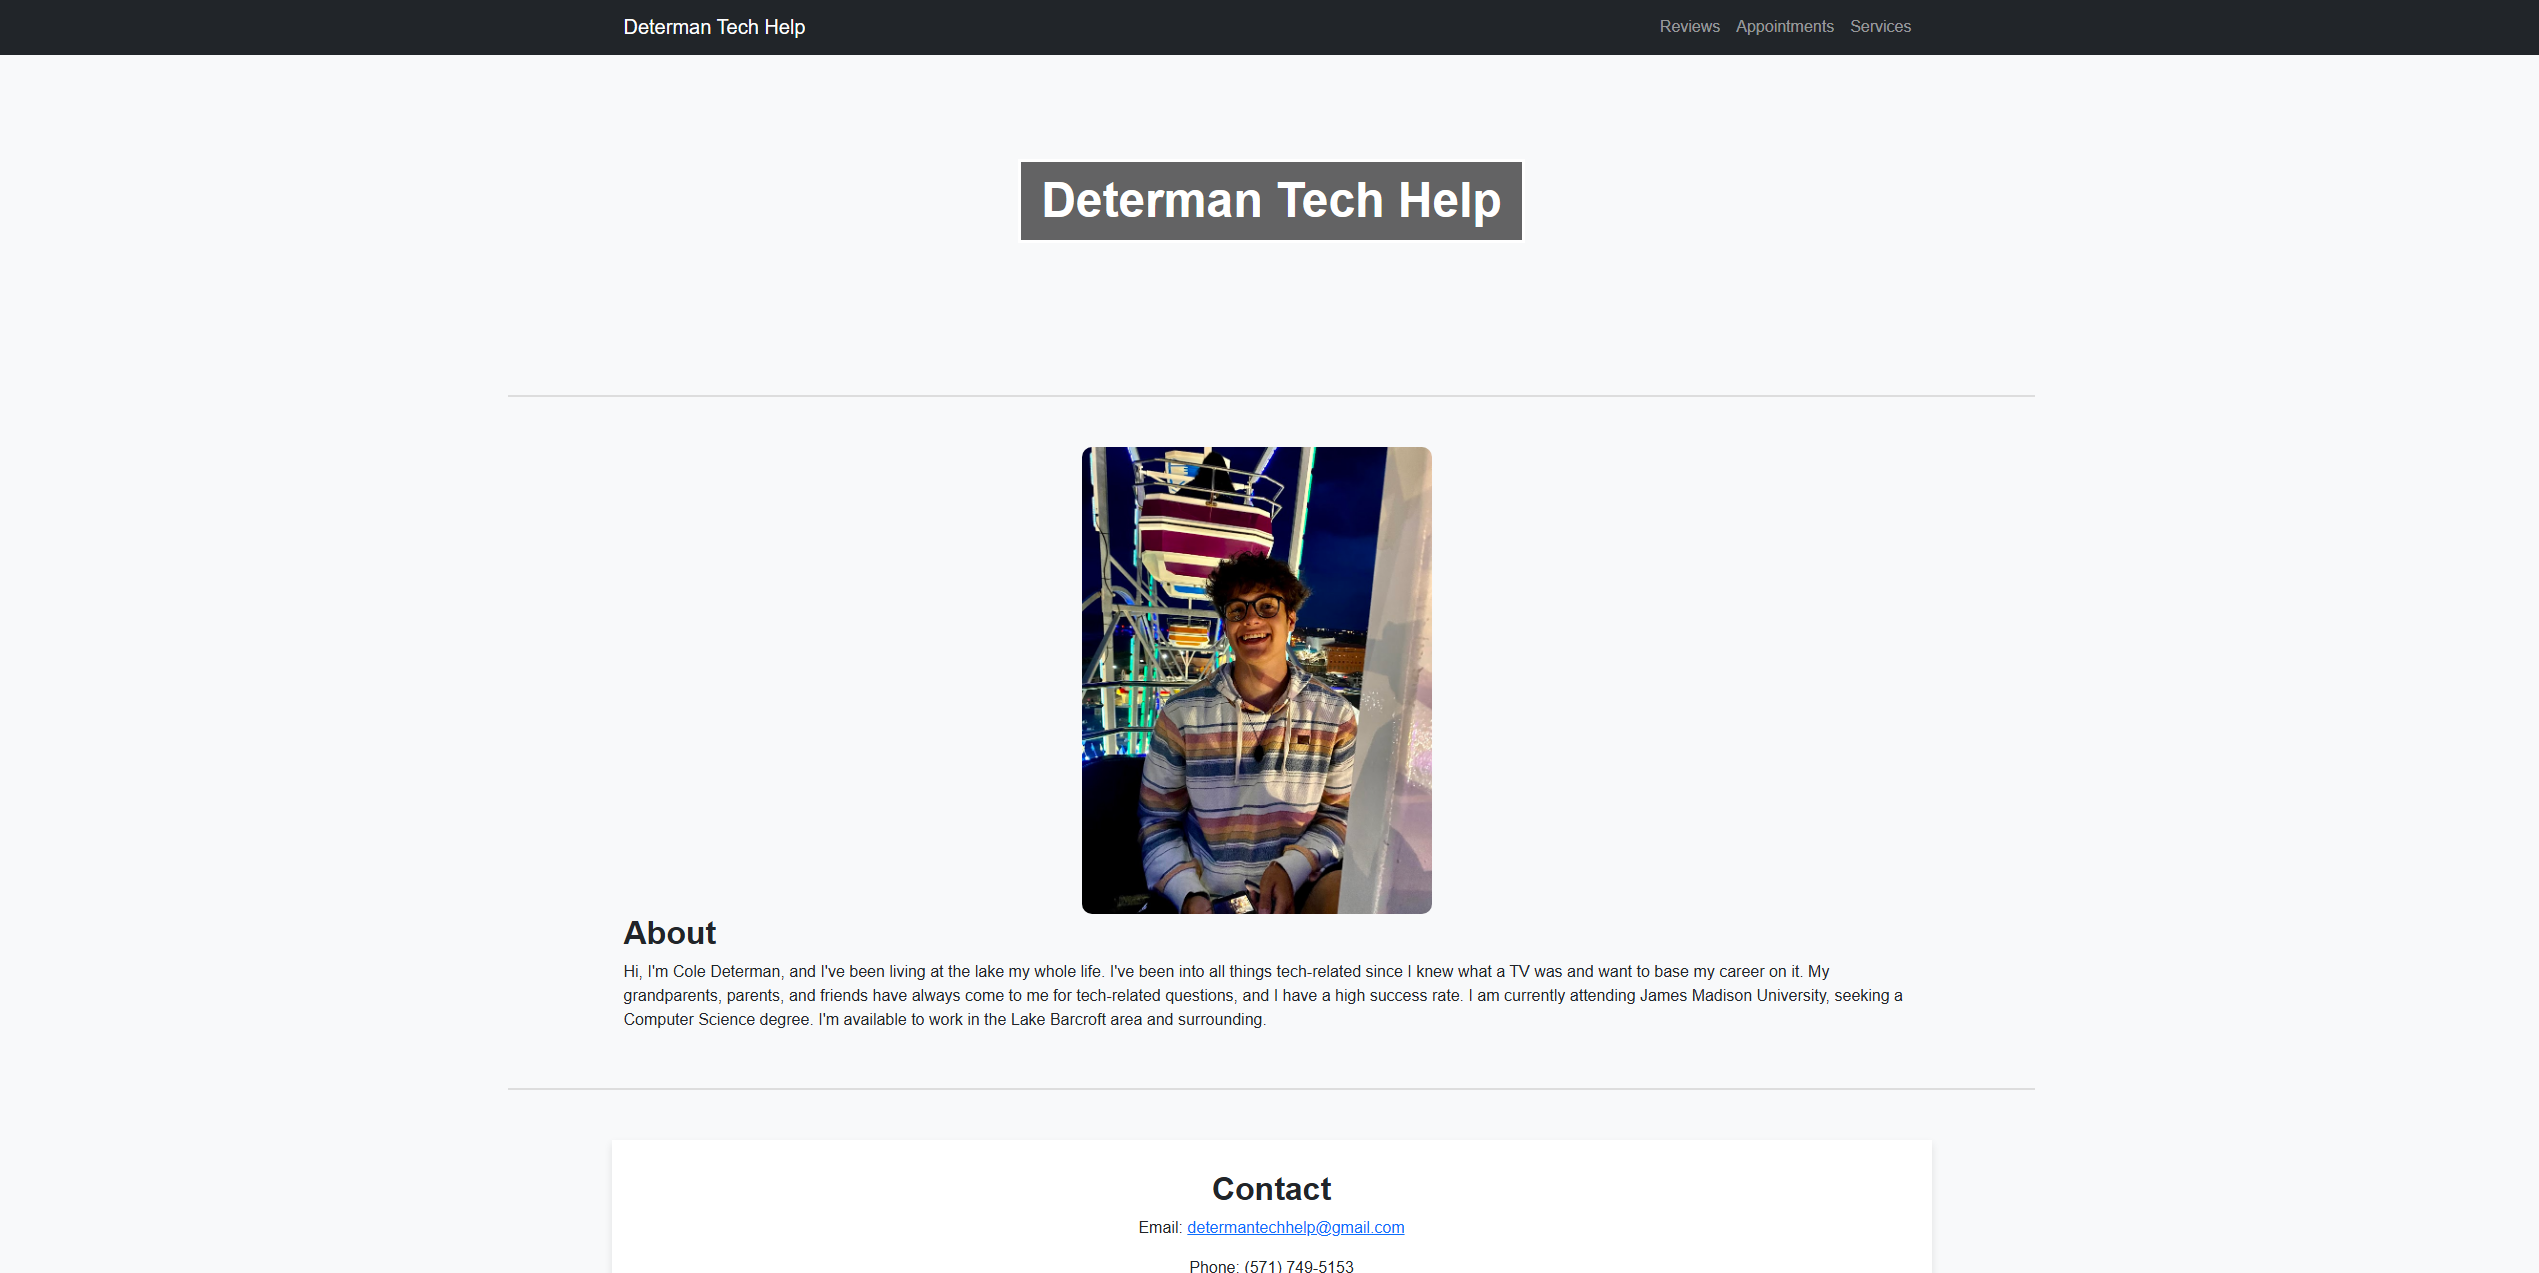 Determan Tech Help
Reviews Appointments Services
Determan Tech Help
About
Hi, I'm Cole Determan, and I've been living at the lake my whole life. I've been into all things tech-related since I knew what a TV was and want to base my career on it. My
grandparents, parents, and friends have always come to me for tech-related questions, and I have a high success rate. I am currently attending James Madison University, seeking a
Computer Science degree. I'm available to work in the Lake Barcroft area and surrounding.
Contact
Email: determantechhelp@gmail.com
Phone: (571) 749-5153